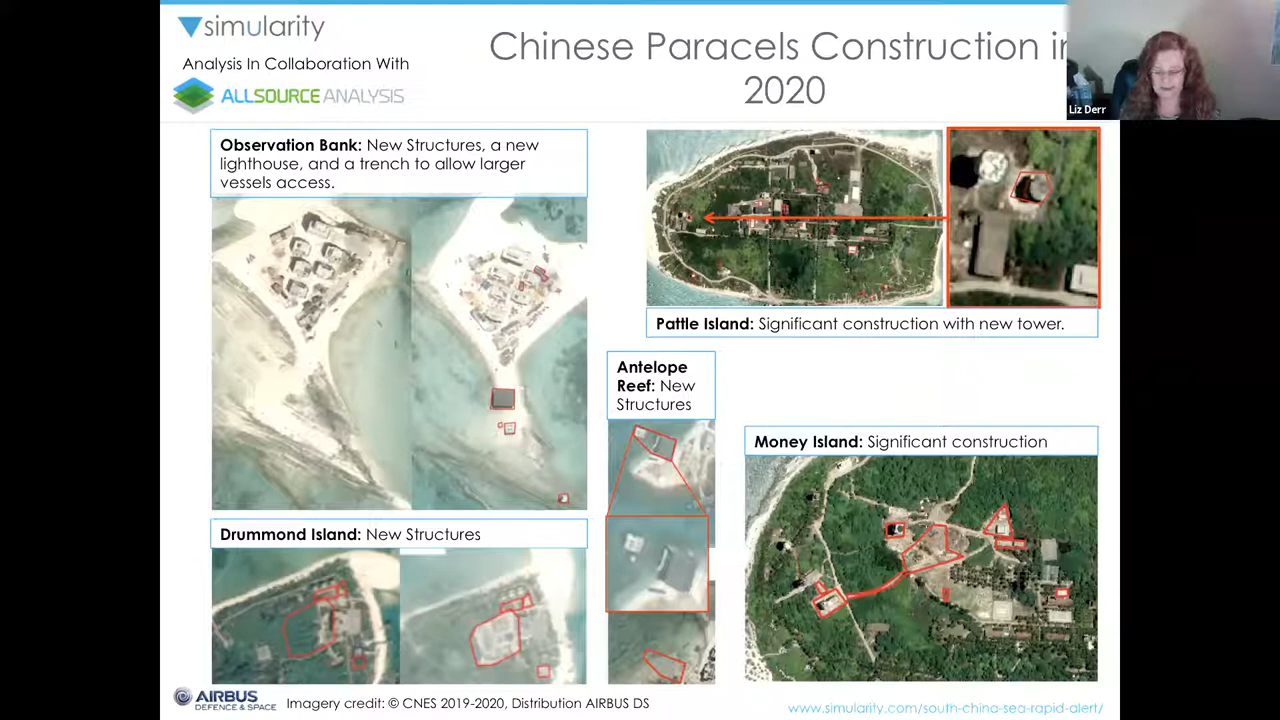 simularity
Analysis In Collaboration With
ALLSOURCE ANALYSIS
Chinese Paracels Construction in
2020
Liz Derr
Observation Bank: New Structures, a new
lighthouse, and a trench to allow larger
vessels access.
Pattle Island: Significant construction with new tower.
Antelope
Reef: New
Structures
Money Island: Significant construction
Drummond Island: New Structures
AIRBUS
DEFENCE & SPACE
Imagery credit: © CNES 2019-2020, Distribution AIRBUS DS
www.simularity.com/south-china-sea-rapid-alert/